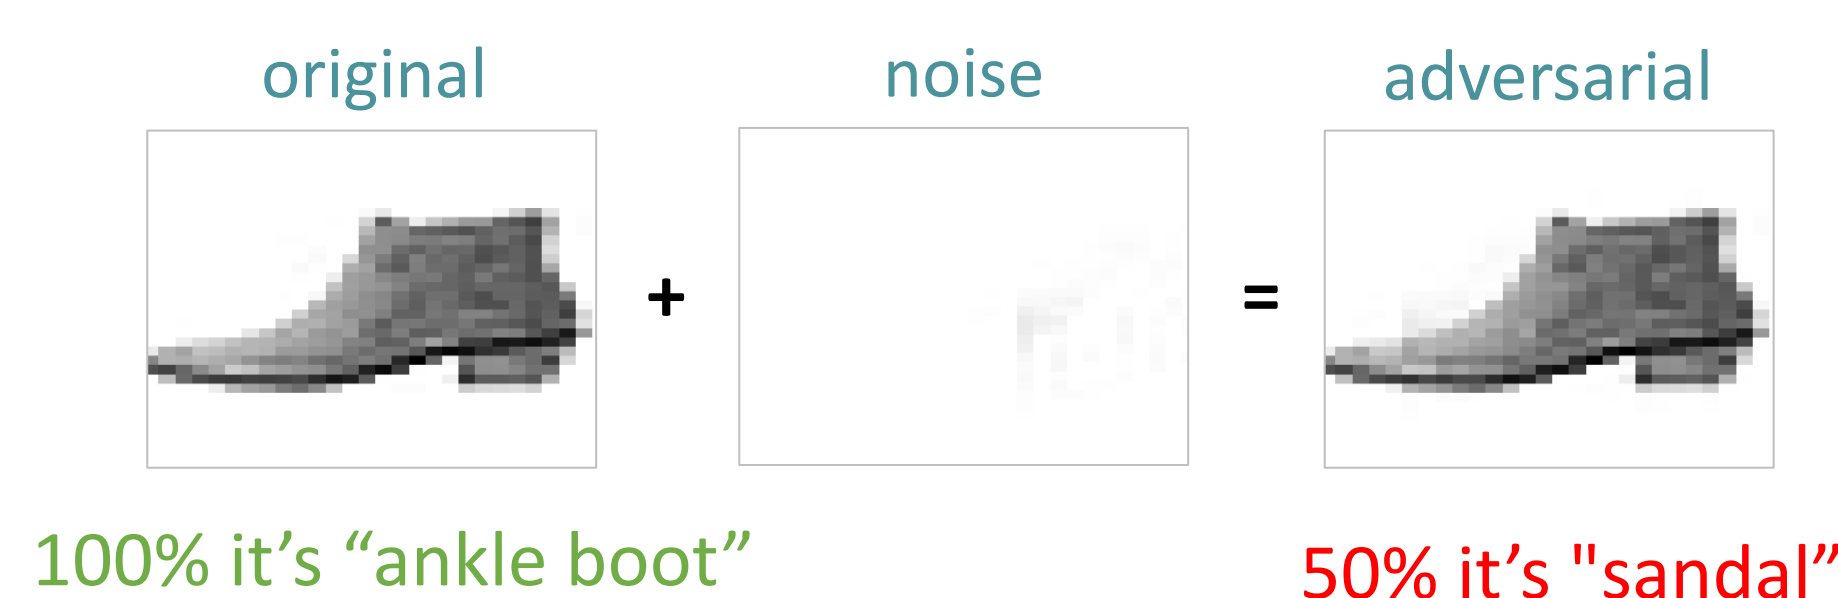 original noise adversarial
+ =
100% it’s “ankle boot” 50% it’s "sandal”